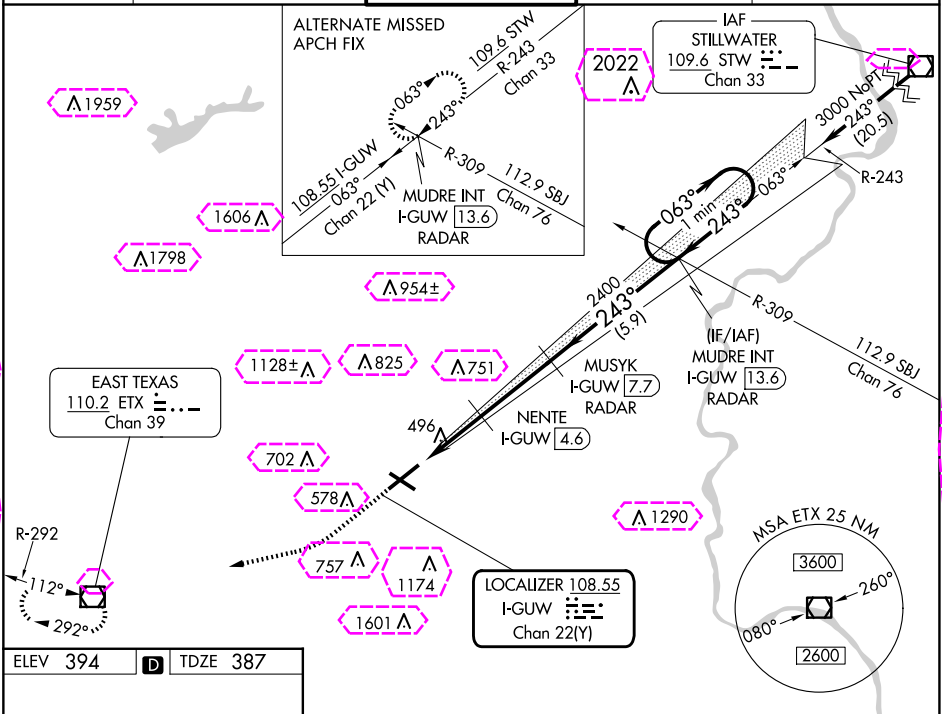 ALTERNATE MISSED
APCH FIX
109.6 STW
R-243
Chan 33
063°
243°
108.55 I-GUW
063°
Chan 22 (Y)
R-309
112.9 SBJ
Chan 76
MUDRE INT
I-GUW 13.6
RADAR
2022
IAF
STILLWATER
109.6 STW
Chan 33
3000 NoPT
243°
(20.5)
R-243
1959
1606
1798
954±
1128±
825
751
063°
1 min
243°
063°
2400
243°
(5.9)
R-309
112.9 SBJ
Chan 76
(IF/IAF)
MUDRE INT
I-GUW 13.6
RADAR
MUSYK
I-GUW 7.7
RADAR
NENTE
I-GUW 4.6
496
EAST TEXAS
110.2 ETX
Chan 39
702
578
757
1174
1601
1290
R-292
112°
292°
LOCALIZER 108.55
I-GUW
Chan 22(Y)
MSA ETX 25 NM
3600
260°
080°
2600
ELEV 394 D TDZE 387